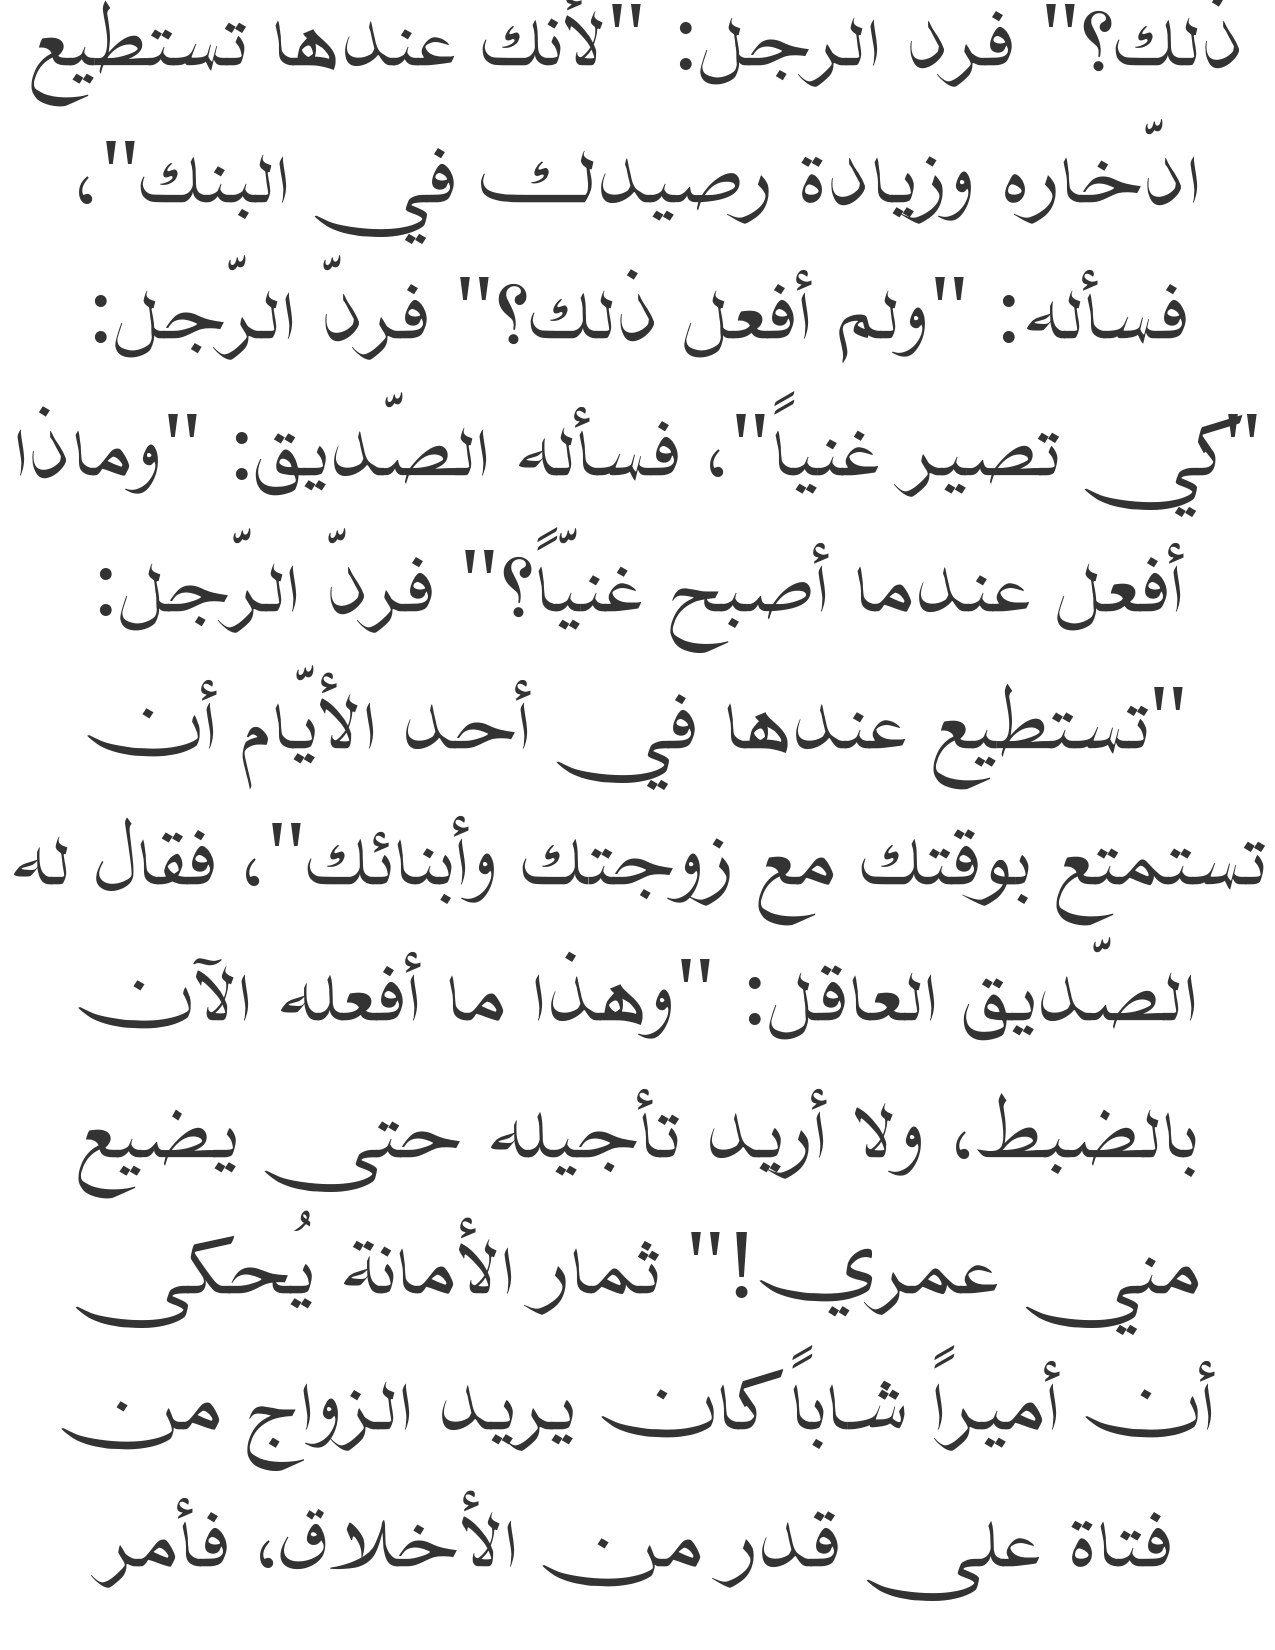 ذلك؟" فرد الرجل: "لأنك عندها تستطيع
ادّخاره وزيادة رصيدك في البنك"،
فسأله: "ولم أفعل ذلك؟" فردّ الرّجل:
"كي تصير غنياً"، فسأله الصّديق: "وماذا
أفعل عندما أصبح غنيّاً؟" فردّ الرّجل:
"تستطيع عندها في أحد الأيّام أن
تستمتع بوقتك مع زوجتك وأبنائك"، فقال له
الصّديق العاقل: "وهذا ما أفعله الآن
بالضبط، ولا أريد تأجيله حتى يضيع
مني عمري!" ثمار الأمانة يُحكى
أن أميراً شاباً كان يريد الزواج من
فتاة على قدر من الأخلاق، فأمر